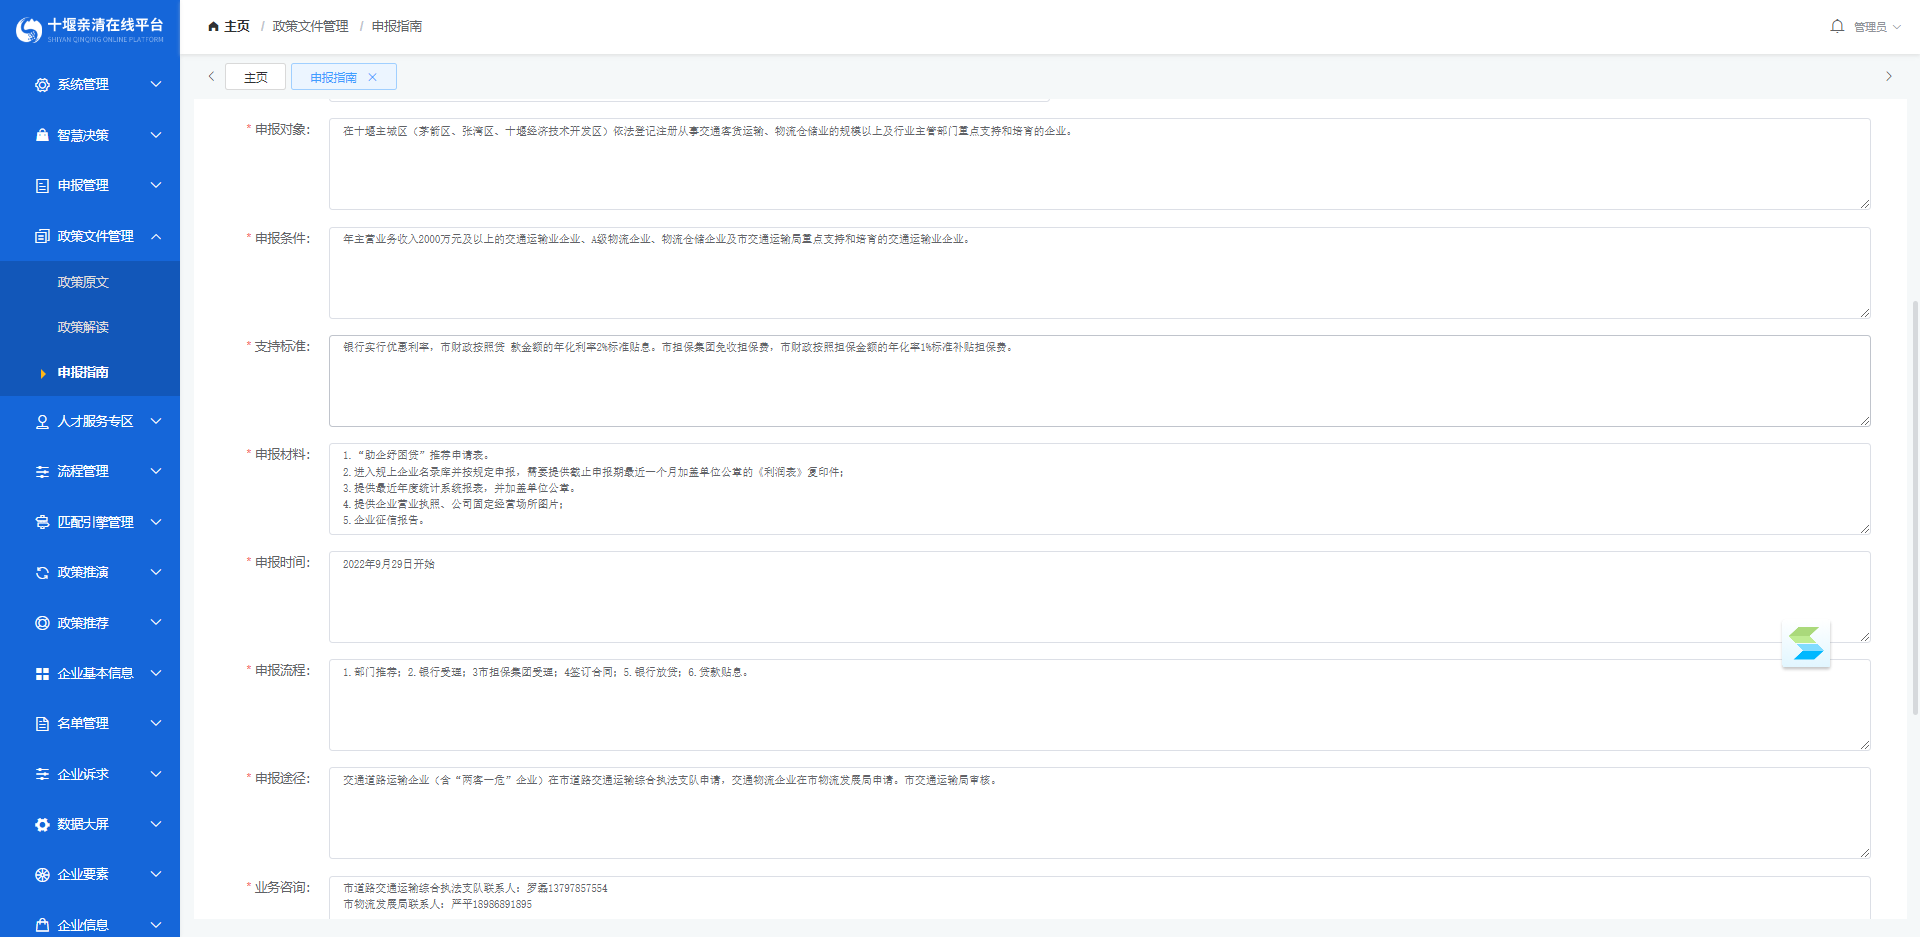 十堰亲清在线平台
SHIYAN QINQING ONLINE PLATFORM
主页 / 政策文件管理 / 申报指南
管理员
主页
申报指南
系统管理
智慧决策
申报管理
政策文件管理
政策原文
政策解读
申报指南
人才服务专区
流程管理
匹配引擎管理
政策推演
政策推荐
企业基本信息
名单管理
企业诉求
数据大屏
企业要素
企业信息
* 申报对象:
在十堰主城区（茅箭区、张湾区、十堰经济技术开发区）依法登记注册从事交通客货运输、物流仓储业的规模以上及行业主管部门重点支持和培育的企业。
* 申报条件:
年主营业务收入2000万元及以上的交通运输业企业、A级物流企业、物流仓储企业及市交通运输局重点支持和培育的交通运输业企业。
* 支持标准:
银行实行优惠利率，市财政按照贷 款金额的年化利率2%标准贴息。市担保集团免收担保费，市财政按照担保金额的年化率1%标准补贴担保费。
* 申报材料:
1.“助企纾困贷”推荐申请表。
2.进入规上企业名录库并按规定申报，需要提供截止申报期最近一个月加盖单位公章的《利润表》复印件；
3.提供最近年度统计系统报表，并加盖单位公章。
4.提供企业营业执照、公司固定经营场所图片；
5.企业征信报告。
* 申报时间:
2022年9月29日开始
* 申报流程:
1.部门推荐；2.银行受理；3市担保集团受理；4签订合同；5.银行放贷；6.贷款贴息。
* 申报途径:
交通道路运输企业（含“两客一危”企业）在市道路交通运输综合执法支队申请，交通物流企业在市物流发展局申请。市交通运输局审核。
* 业务咨询:
市道路交通运输综合执法支队联系人：罗磊13797857554
市物流发展局联系人：严平18986891895